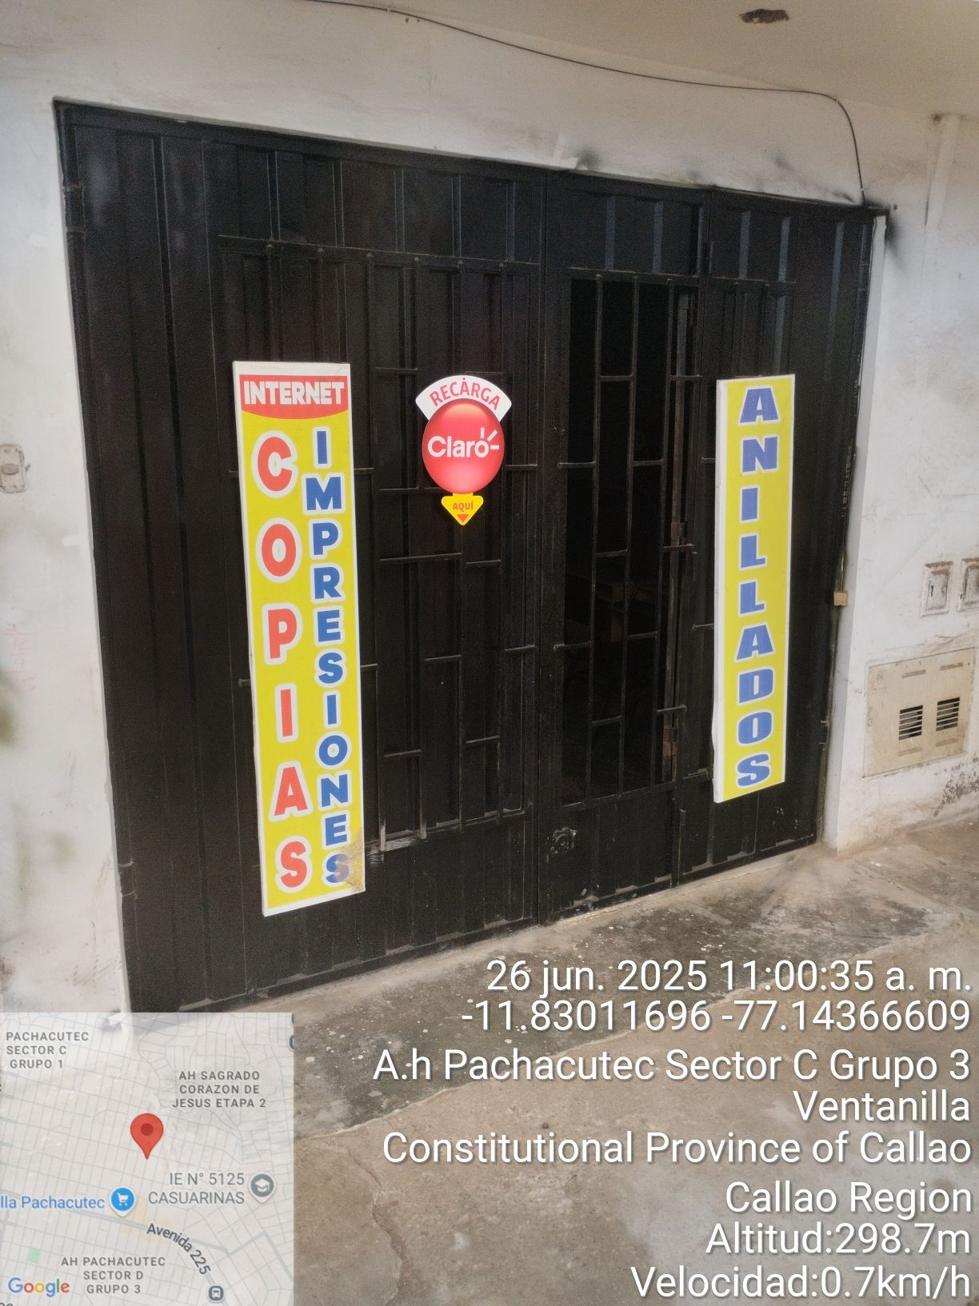 INTERNET
COPIAS
IMPRESIONES
RECÀRGA
Claro
AQUÍ
ANILLADOS
26 jun. 2025 11:00:35 a. m.
-11.83011696 -77.14366609
A.h Pachacutec Sector C Grupo 3
Ventanilla
Constitutional Province of Callao
Callao Region
Altitud:298.7m
Velocidad:0.7km/h
PACHACUTEC
SECTOR C
GRUPO 1
AH SAGRADO
CORAZON DE
JESUS ETAPA 2
IE N° 5125
CASUARINAS
lla Pachacutec
Avenida 225
AH PACHACUTEC
SECTOR D
GRUPO 3
Google